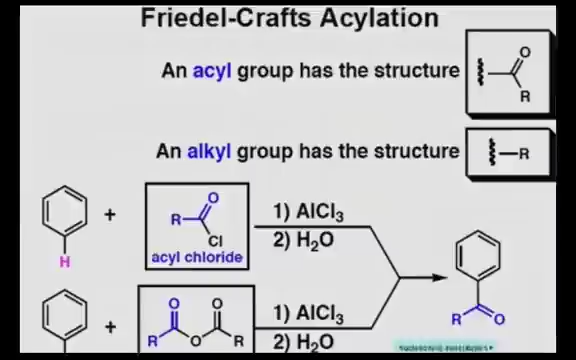 Friedel-Crafts Acylation
An acyl group has the structure
O
R
An alkyl group has the structure
R
+
R
O
Cl
acyl chloride
H
1) AlCl3
2) H2O
+
O
O
R
O
R
1) AlCl3
2) H2O
R
O